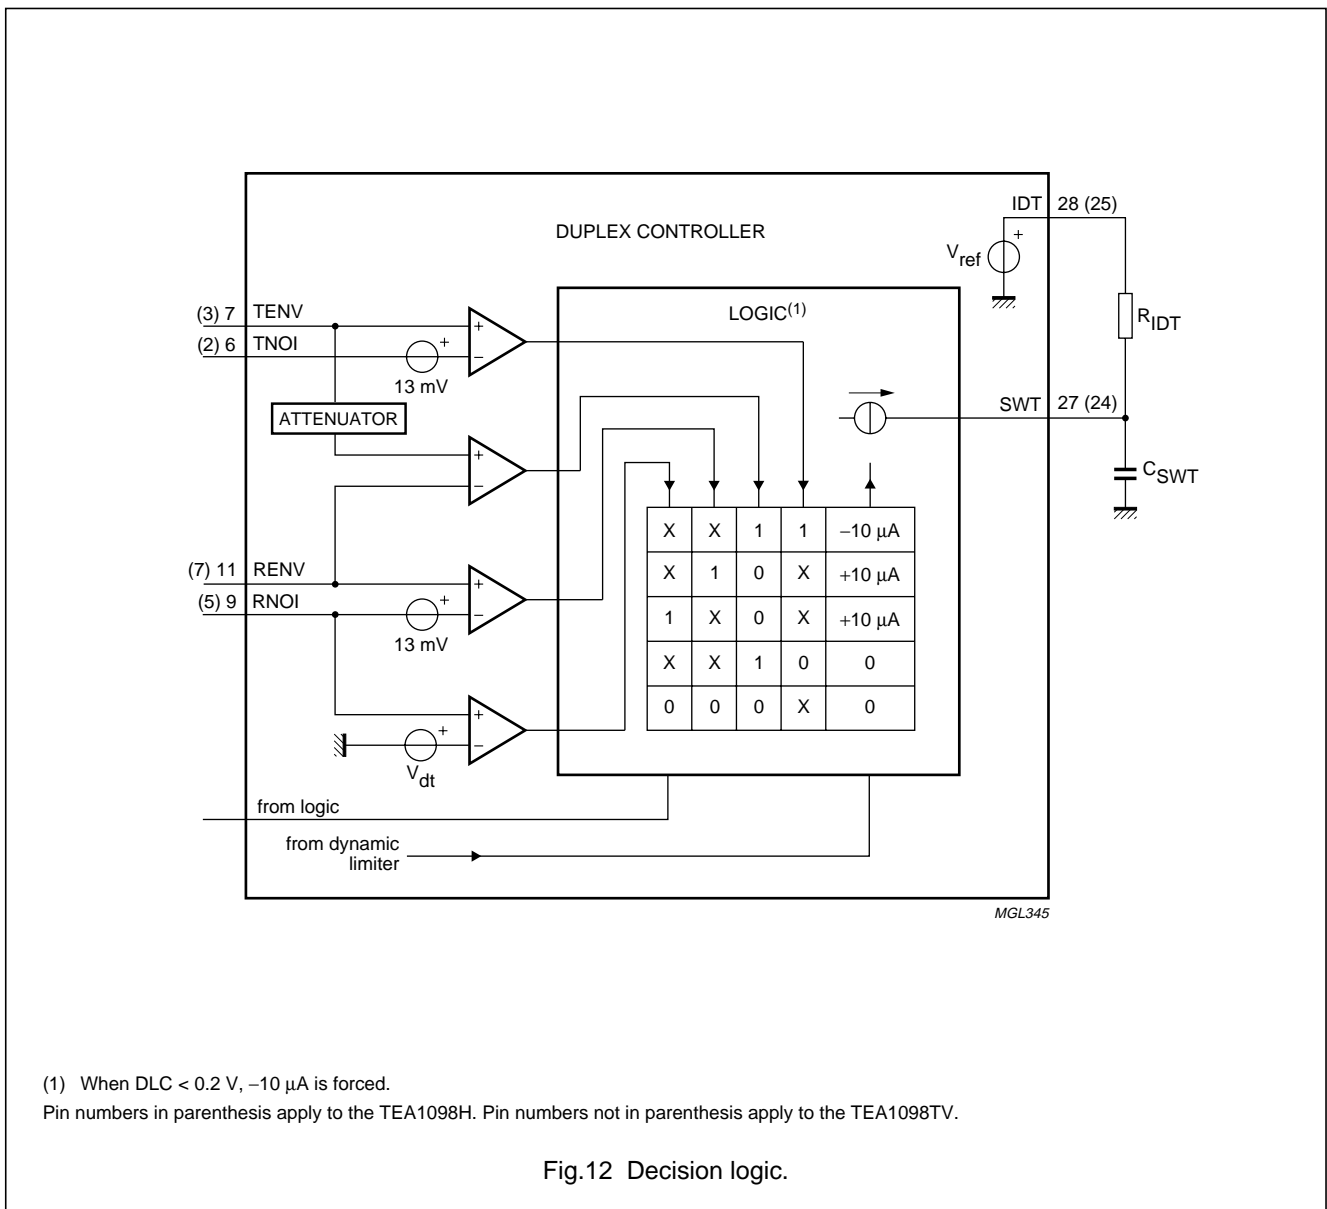 IDT 28 (25)
DUPLEX CONTROLLER
+
Vref
LOGIC(1)
(3) 7 TENV
+
RIDT
(2) 6 TNOI
+
−
13 mV
SWT 27 (24)
ATTENUATOR
+
−
CSWT
X X 1 1 −10 μA
(7) 11 RENV
+
X 1 0 X +10 μA
(5) 9 RNOI
+
−
13 mV
1 X 0 X +10 μA
X X 1 0 0
0 0 0 X 0
+
+
−
Vdt
from logic
from dynamic
limiter
MGL345
(1) When DLC < 0.2 V, −10 μA is forced.
Pin numbers in parenthesis apply to the TEA1098H. Pin numbers not in parenthesis apply to the TEA1098TV.
Fig.12 Decision logic.